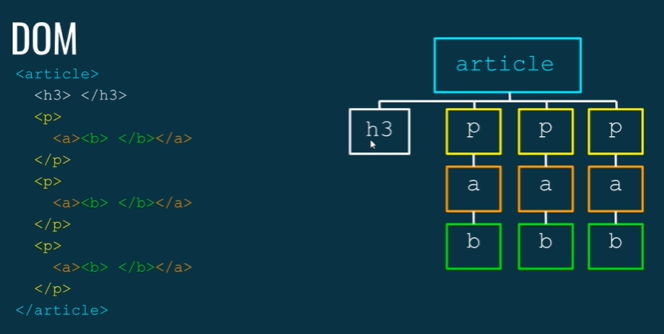 DOM
<article>
<h3> </h3>
<p>
<a><b> </b></a>
</p>
<p>
<a><b> </b></a>
</p>
<p>
<a><b> </b></a>
</p>
</article>
article
h3 p p p
a a a
b b b